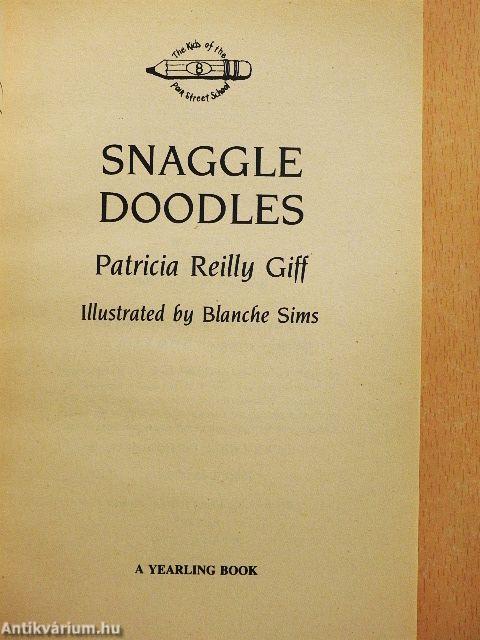 The Kids of the
8
Polk Street School
SNAGGLE
DOODLES
Patricia Reilly Giff
Illustrated by Blanche Sims
A YEARLING BOOK
Antikvárium.hu